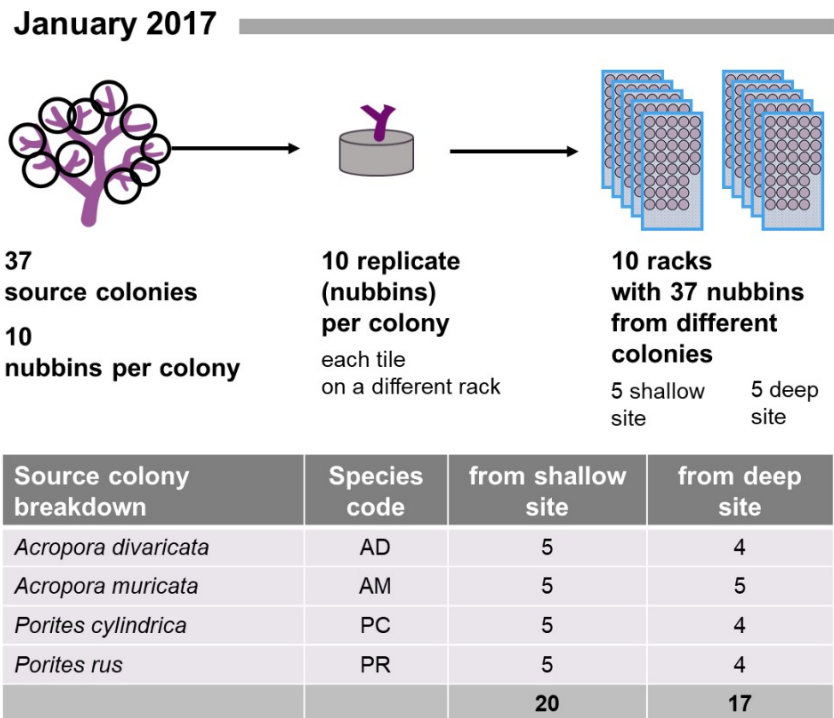 January 2017
37
source colonies
10
nubbins per colony
10 replicate
(nubbins)
per colony
each tile
on a different rack
10 racks
with 37 nubbins
from different
colonies
5 shallow
site
5 deep
site
Source colony
breakdown
Species
code
from shallow
site
from deep
site
Acropora divaricata AD 5 4
Acropora muricata AM 5 5
Porites cylindrica PC 5 4
Porites rus PR 5 4
20 17